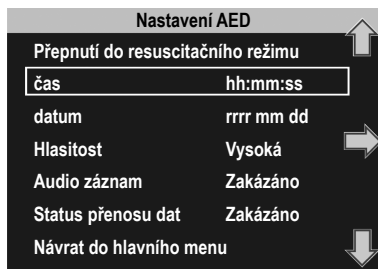 Nastavení AED
Přepnutí do resuscitačního režimu
čas hh:mm:ss
datum rrrr mm dd
Hlasitost Vysoká
Audio záznam Zakázáno
Status přenosu dat Zakázáno
Návrat do hlavního menu